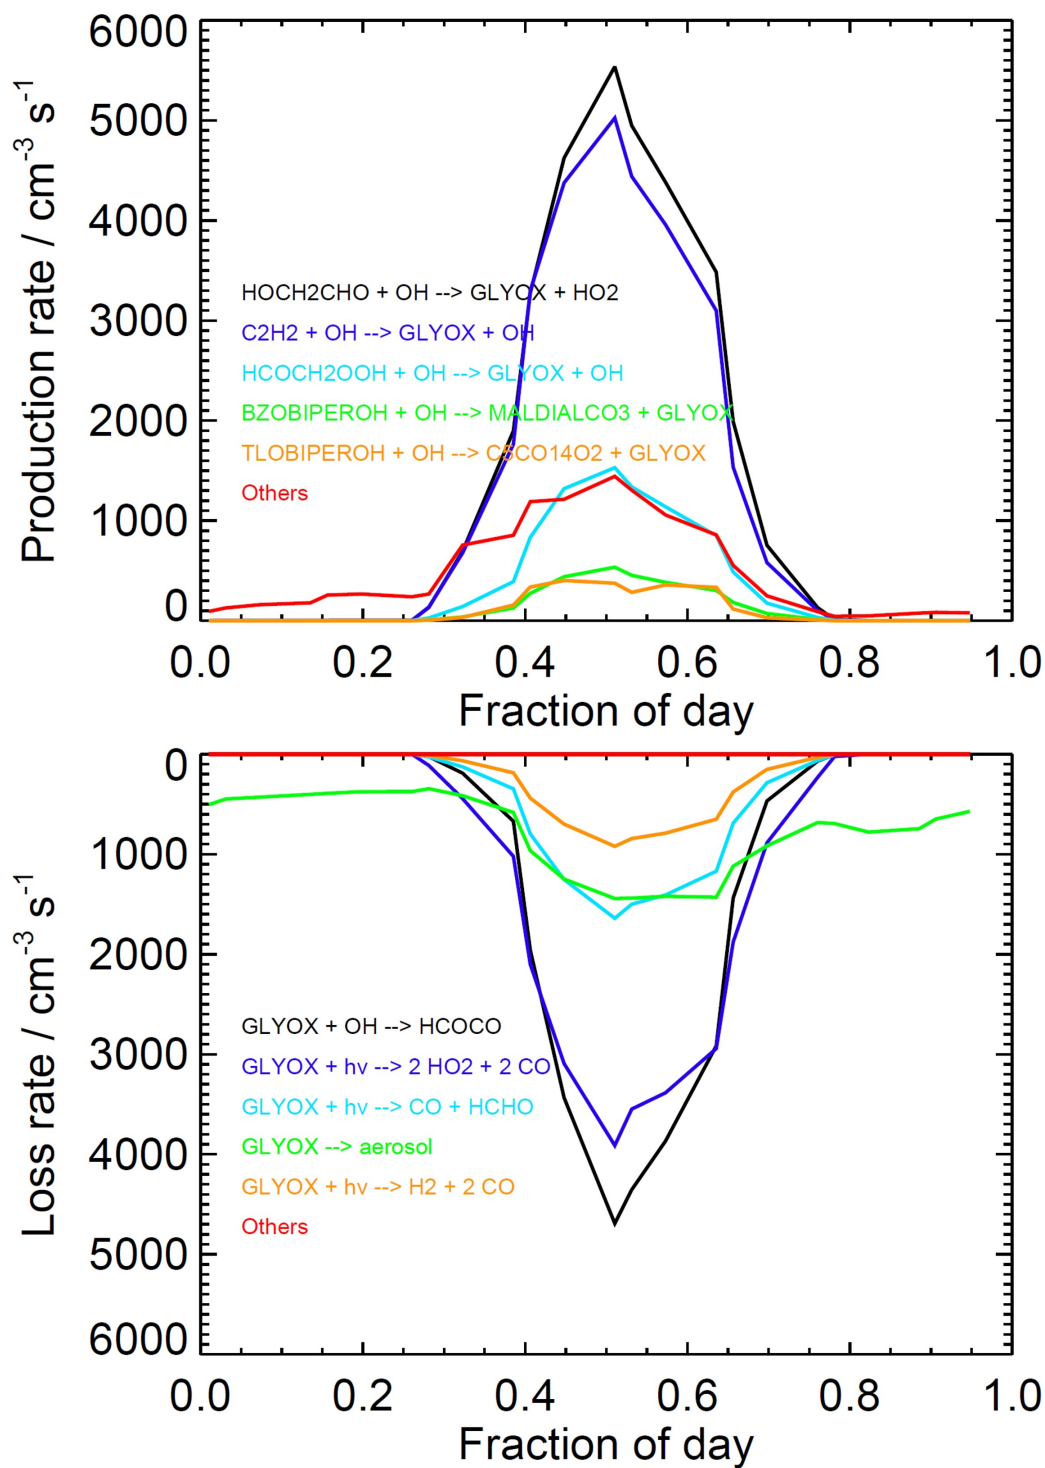 6000
5000
4000
3000
2000
1000
0
Production rate / cm-3 s-1
HOCH2CHO + OH --> GLYOX + HO2
C2H2 + OH --> GLYOX + OH
HCOCH2OOH + OH --> GLYOX + OH
BZOBIPEROH + OH --> MALDIALCO3 + GLYOX
TLOBIPEROH + OH --> C5CO14O2 + GLYOX
Others
0.0 0.2 0.4 0.6 0.8 1.0
Fraction of day
0
1000
2000
3000
4000
5000
6000
Loss rate / cm-3 s-1
GLYOX + OH --> HCOCO
GLYOX + hν --> 2 HO2 + 2 CO
GLYOX + hν --> CO + HCHO
GLYOX --> aerosol
GLYOX + hν --> H2 + 2 CO
Others
0.0 0.2 0.4 0.6 0.8 1.0
Fraction of day